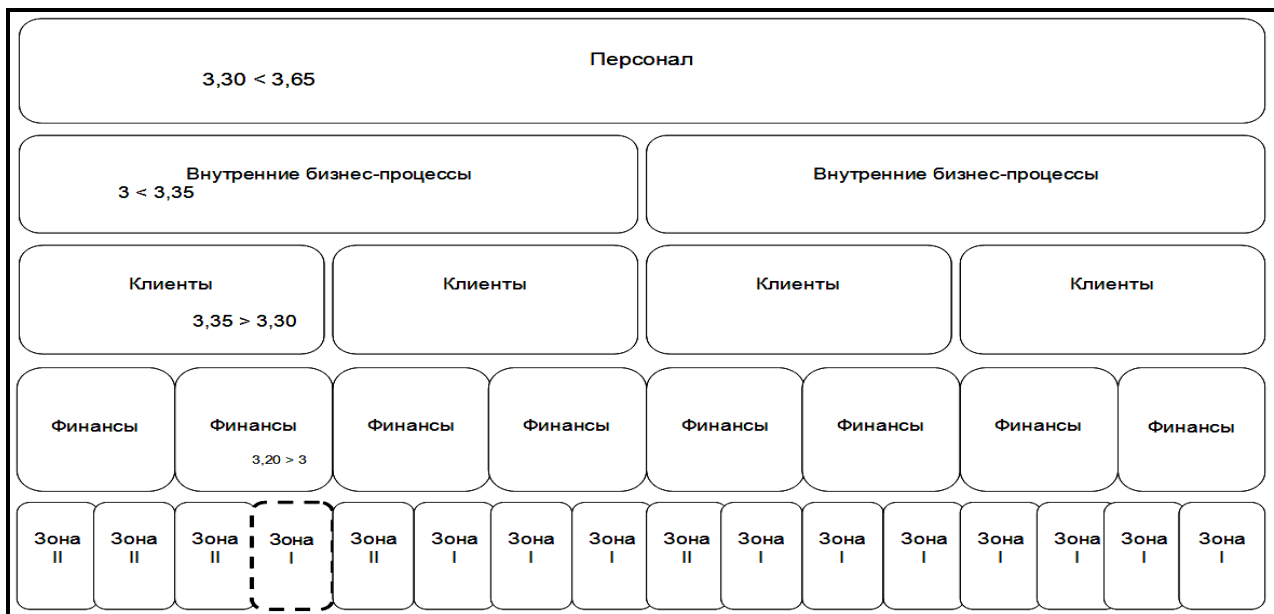 Персонал
3,30 < 3,65
Внутренние бизнес-процессы
3 < 3,35
Внутренние бизнес-процессы
Клиенты
3,35 > 3,30
Клиенты
Клиенты
Клиенты
Финансы
Финансы
3,20 > 3
Финансы
Финансы
Финансы
Финансы
Финансы
Финансы
Зона
II
Зона
II
Зона
II
Зона
I
Зона
II
Зона
I
Зона
I
Зона
I
Зона
II
Зона
I
Зона
I
Зона
I
Зона
I
Зона
I
Зона
I
Зона
I